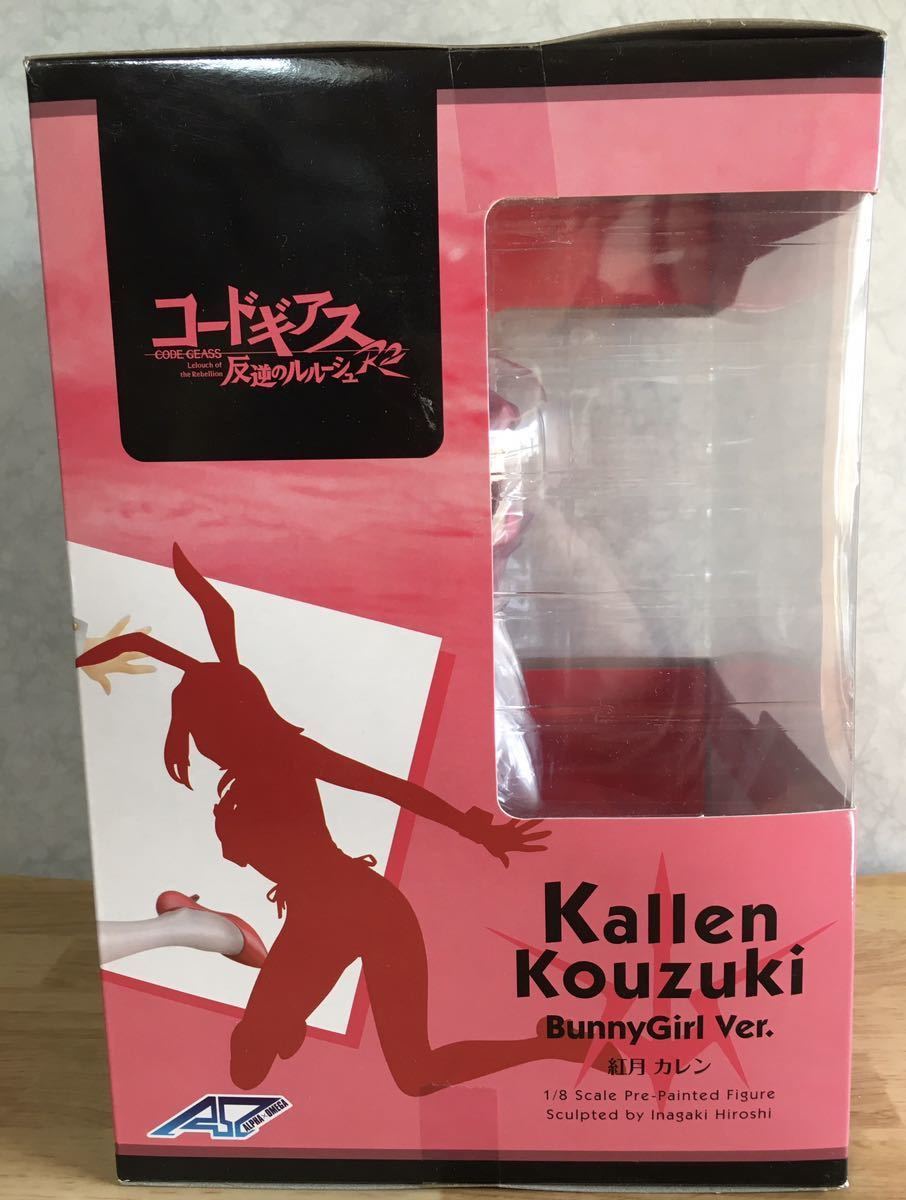 コードギアス
CODE GEASS
Lelouch of
the Rebellion
反逆のルルーシュ R2
Kallen
Kouzuki
BunnyGirl Ver.
紅月 カレン
1/8 Scale Pre-Painted Figure
Sculpted by Inagaki Hiroshi
AΩ
ALPHA×OMEGA